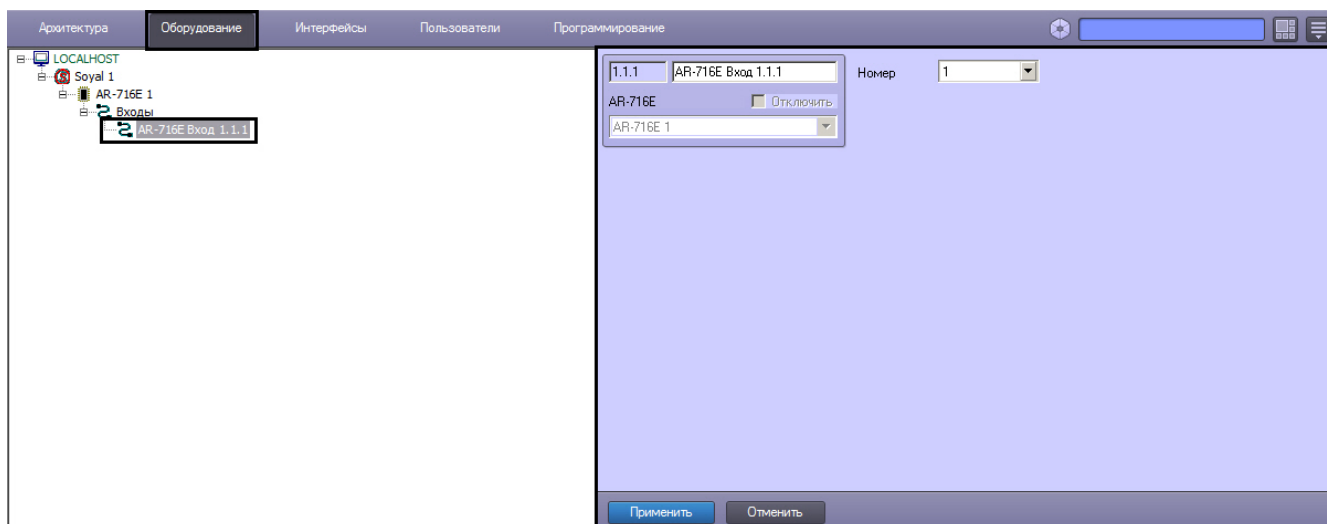 Архитектура Оборудование Интерфейсы Пользователи Программирование
LOCALHOST
Soyal 1
AR-716E 1
Входы
AR-716E Вход 1.1.1
1.1.1 AR-716E Вход 1.1.1 Номер 1
AR-716E Отключить
AR-716E 1
Применить Отменить